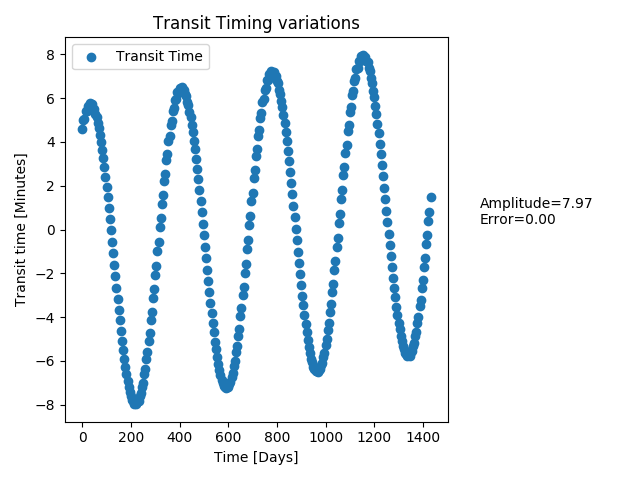 Transit Timing variations
Transit Time
8
6
4
2
0
−2
−4
−6
−8
Transit time [Minutes]
0 200 400 600 800 1000 1200 1400
Time [Days]
Amplitude=7.97
Error=0.00